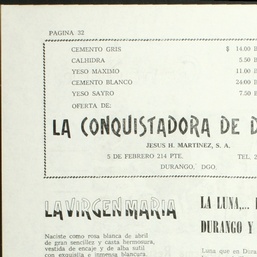 PAGINA 32
CEMENTO GRIS $ 14.00 B
CALHIDRA 5.50 B
YESO MAXIMO 11.00 B
CEMENTO BLANCO 24.00 B
YESO SAYRO 7.50 B
OFERTA DE:
LA CONQUISTADORA DE D
JESUS H. MARTINEZ, S. A.
5 DE FEBRERO 214 PTE. TEL. 2
DURANGO, DGO.
LA VIRGEN MARIA
Naciste como rosa blanca de abril
de gran sencillez y casta hermosura,
vestida de encaje y de alba sutil
con exquisita e inmensa blancura.
LA LUNA,...
DURANGO Y
Luna que en Dura